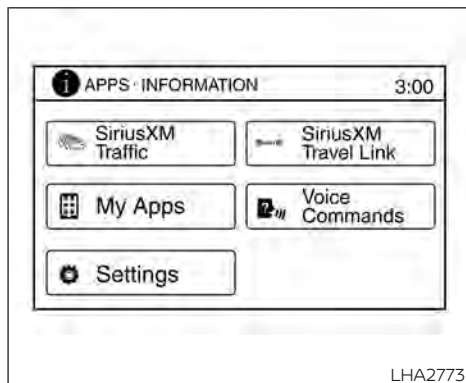 i APPS · INFORMATION 3:00
SiriusXM
Traffic
SiriusXM
Travel Link
My Apps
? Voice
Commands
Settings
LHA2773